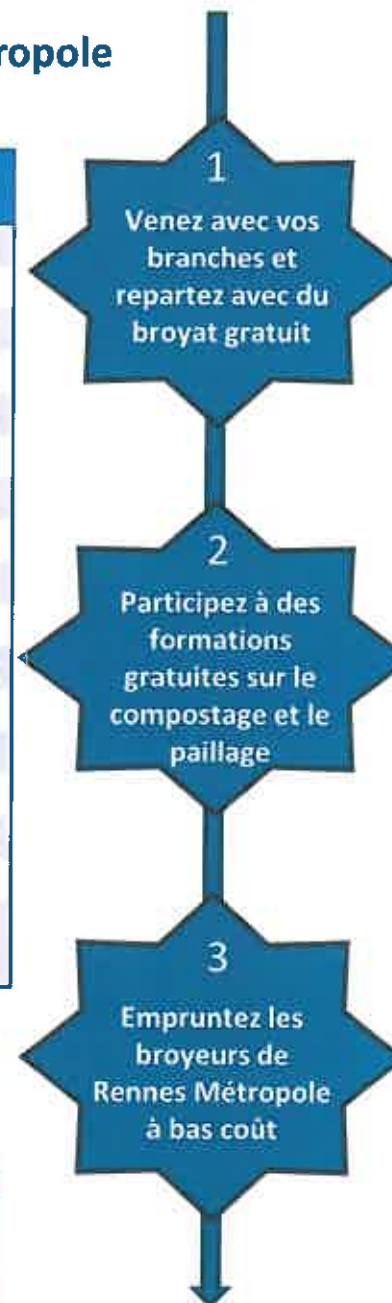 1
Venez avec vos
branches et
repartez avec du
broyat gratuit
2
Participez à des
formations
gratuites sur le
compostage et le
paillage
3
Empruntez les
broyeurs de
Rennes Métropole
à bas coût